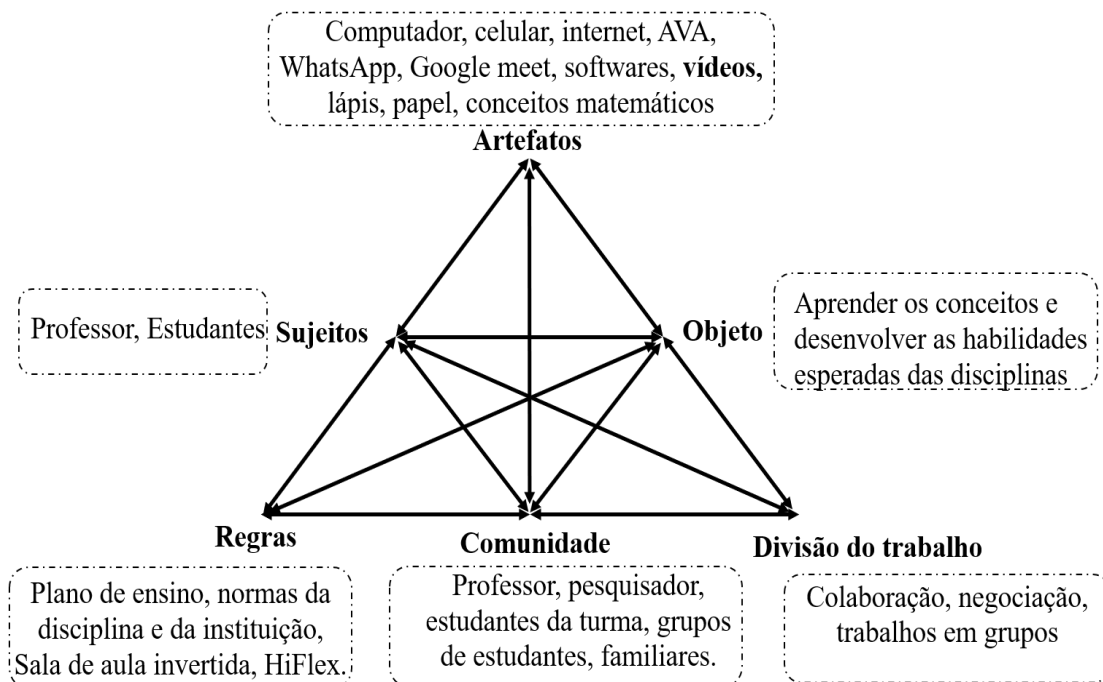 Computador, celular, internet, AVA,
WhatsApp, Google meet, softwares, vídeos,
lápis, papel, conceitos matemáticos
Artefatos
Professor, Estudantes
Sujeitos
Objeto
Aprender os conceitos e
desenvolver as habilidades
esperadas das disciplinas
Regras
Comunidade
Divisão do trabalho
Plano de ensino, normas da
disciplina e da instituição,
Sala de aula invertida, HiFlex.
Professor, pesquisador,
estudantes da turma, grupos
de estudantes, familiares.
Colaboração, negociação,
trabalhos em grupos